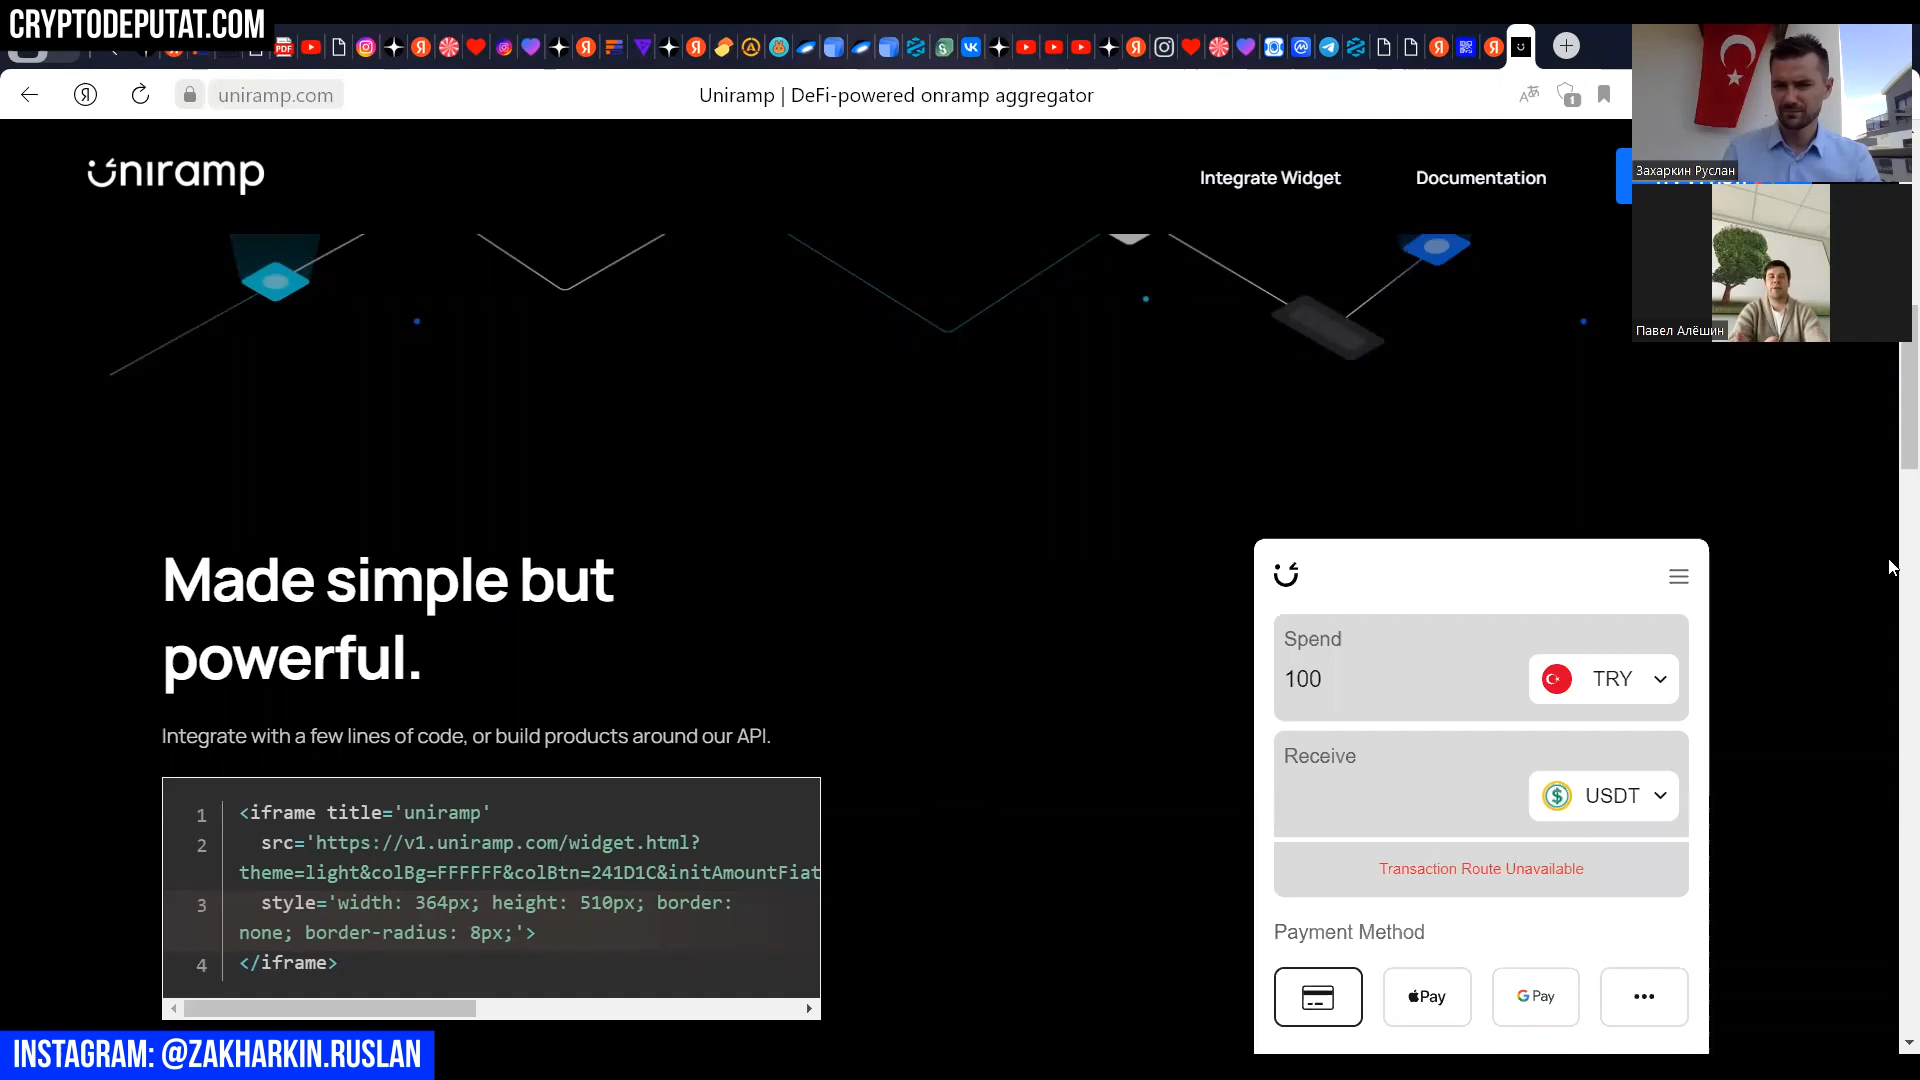 CRYPTODEPUTAT.COM
uniramp.com
Uniramp | DeFi-powered onramp aggregator
Захаркин Руслан
Uniramp
Integrate Widget
Documentation
Павел Алёшин
Made simple but
powerful.
Integrate with a few lines of code, or build products around our API.
1 <iframe title='uniramp'
2 src='https://v1.uniramp.com/widget.html?
theme=light&colBg=FFFFFF&colBtn=241D1C&initAmountFiat
3 style='width: 364px; height: 510px; border:
none; border-radius: 8px;'>
4 </iframe>
Spend
100
TRY
Receive
USDT
Transaction Route Unavailable
Payment Method
Pay
G Pay
INSTAGRAM: @ZAKHARKIN.RUSLAN